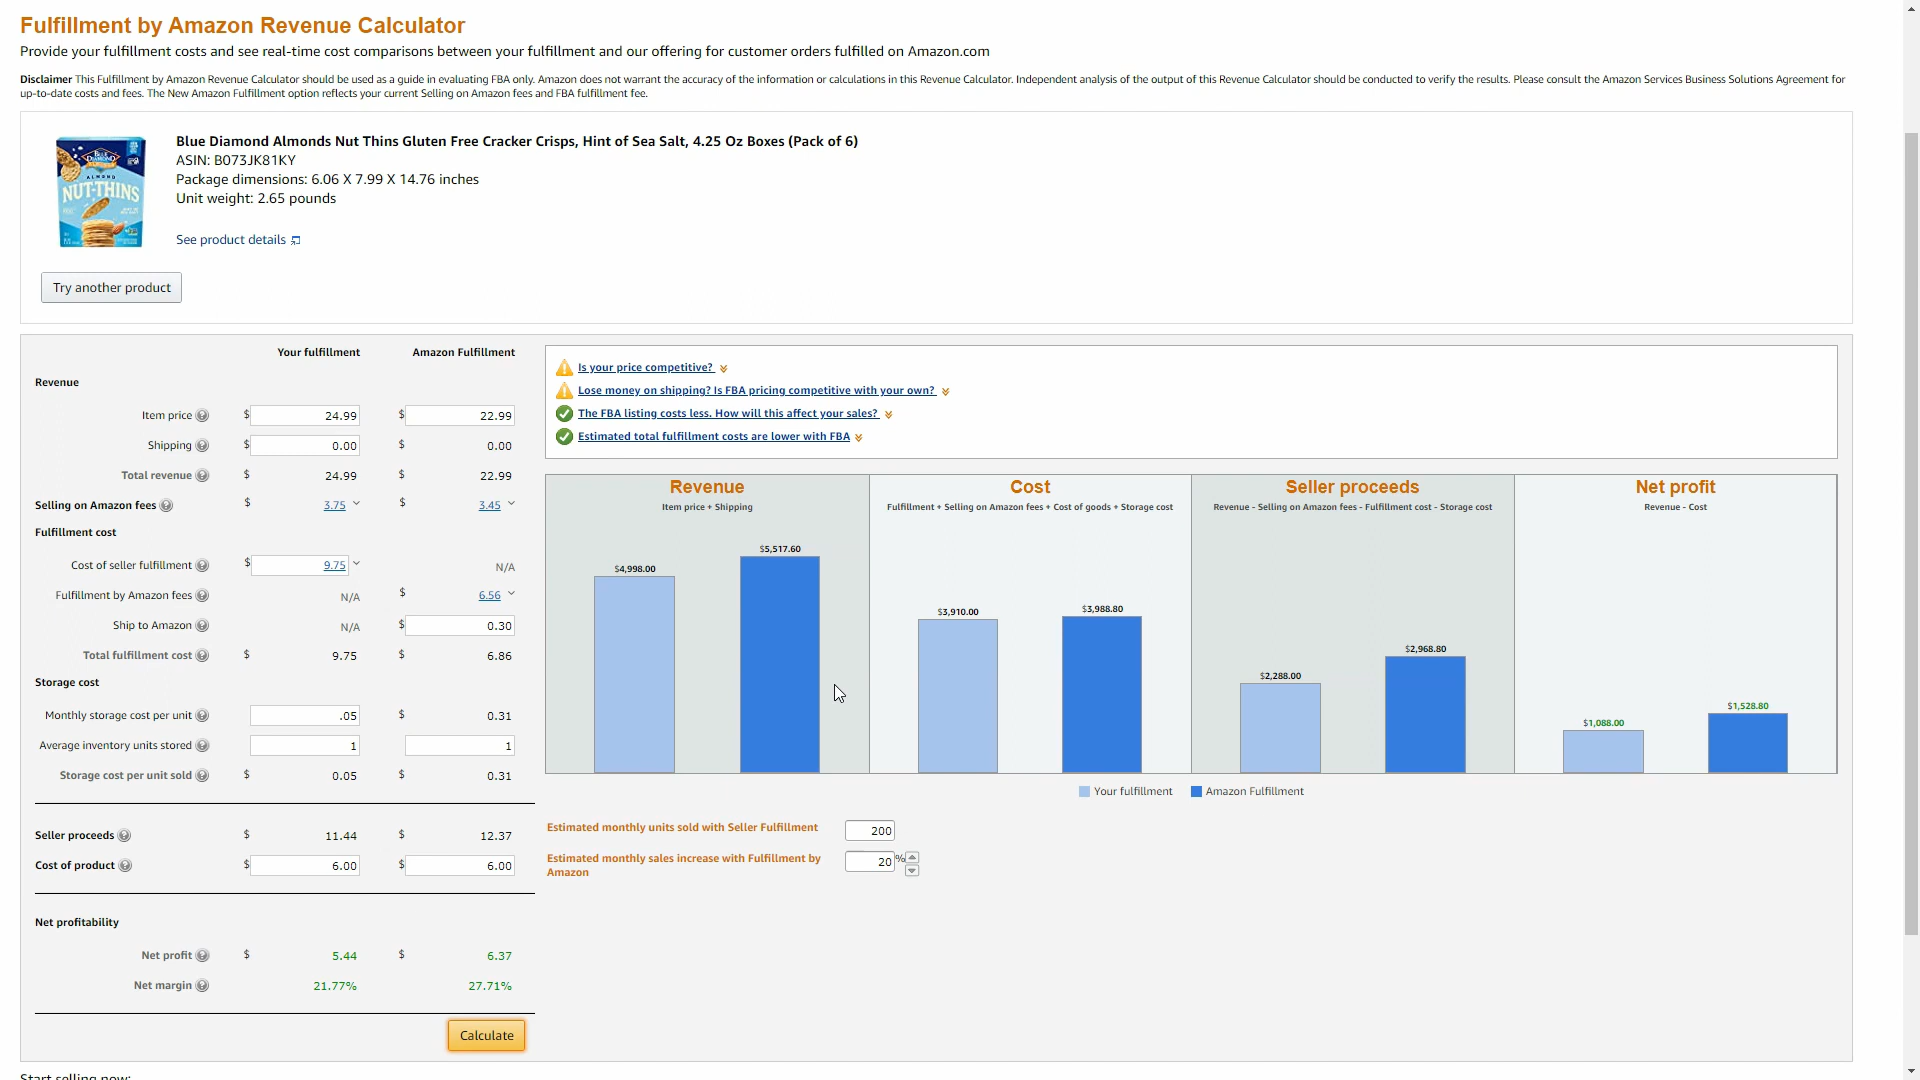 Fulfillment by Amazon Revenue Calculator
Provide your fulfillment costs and see real-time cost comparisons between your fulfillment and our offering for customer orders fulfilled on Amazon.com
Disclaimer This Fulfillment by Amazon Revenue Calculator should be used as a guide in evaluating FBA only. Amazon does not warrant the accuracy of the information or calculations in this Revenue Calculator. Independent analysis of the output of this Revenue Calculator should be conducted to verify the results. Please consult the Amazon Services Business Solutions Agreement for
up-to-date costs and fees. The New Amazon Fulfillment option reflects your current Selling on Amazon fees and FBA fulfillment fee.
BLUE DIAMOND
ALMOND
NUT-THINS
Blue Diamond Almonds Nut Thins Gluten Free Cracker Crisps, Hint of Sea Salt, 4.25 Oz Boxes (Pack of 6)
ASIN: B073JK81KY
Package dimensions: 6.06 X 7.99 X 14.76 inches
Unit weight: 2.65 pounds
See product details
Try another product
Your fulfillment Amazon Fulfillment
Revenue
Item price $ 24.99 $ 22.99
Shipping $ 0.00 $ 0.00
Total revenue $ 24.99 $ 22.99
Selling on Amazon fees $ 3.75 $ 3.45
Fulfillment cost
Cost of seller fulfillment $ 9.75 N/A
Fulfillment by Amazon fees N/A $ 6.56
Ship to Amazon N/A $ 0.30
Total fulfillment cost $ 9.75 $ 6.86
Storage cost
Monthly storage cost per unit .05 $ 0.31
Average inventory units stored 1 1
Storage cost per unit sold $ 0.05 $ 0.31
Seller proceeds $ 11.44 $ 12.37
Cost of product $ 6.00 $ 6.00
Net profitability
Net profit $ 5.44 $ 6.37
Net margin 21.77% 27.71%
Calculate
Is your price competitive?
Lose money on shipping? Is FBA pricing competitive with your own?
The FBA listing costs less. How will this affect your sales?
Estimated total fulfillment costs are lower with FBA
Revenue
Item price + Shipping
$4,998.00
$5,517.60
Cost
Fulfillment + Selling on Amazon fees + Cost of goods + Storage cost
$3,910.00
$3,988.80
Seller proceeds
Revenue - Selling on Amazon fees - Fulfillment cost - Storage cost
$2,288.00
$2,968.80
Net profit
Revenue - Cost
$1,088.00
$1,528.80
Your fulfillment Amazon Fulfillment
Estimated monthly units sold with Seller Fulfillment 200
Estimated monthly sales increase with Fulfillment by 20 %
Amazon
Start selling now: